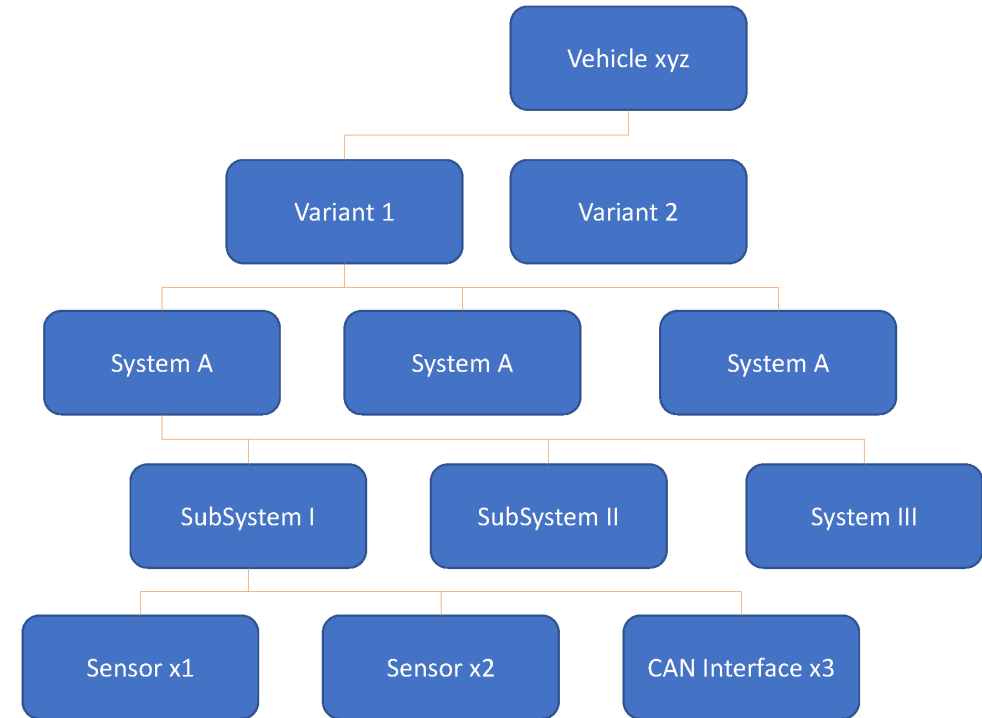 Vehicle xyz
Variant 1
Variant 2
System A
System A
System A
SubSystem I
SubSystem II
System III
Sensor x1
Sensor x2
CAN Interface x3